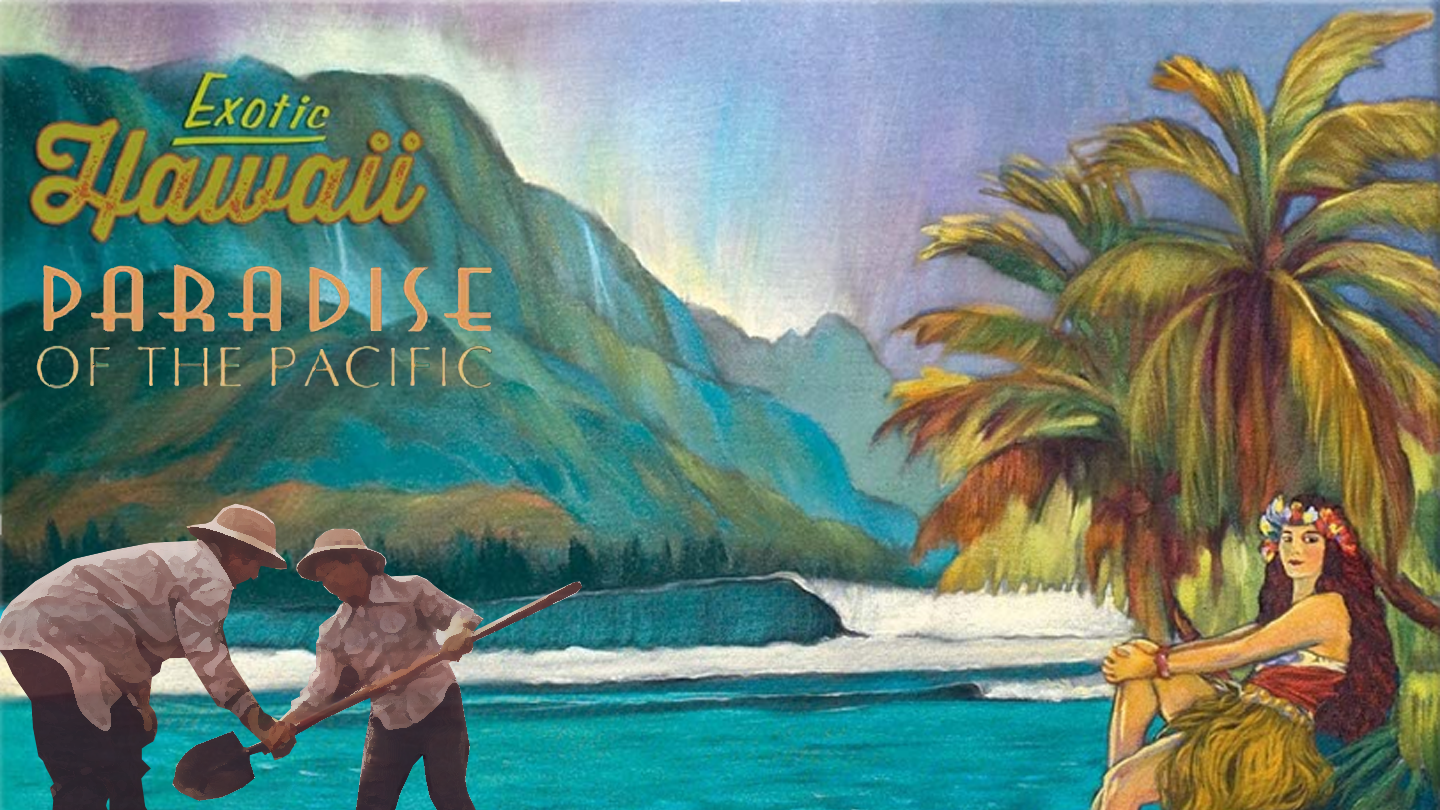 Exotic
Hawaii
PARADISE
OF THE PACIFIC